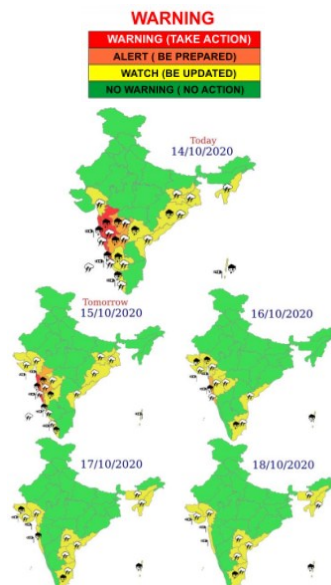 WARNING
WARNING (TAKE ACTION)
ALERT ( BE PREPARED)
WATCH (BE UPDATED)
NO WARNING ( NO ACTION)
Today
14/10/2020
Tomorrow
15/10/2020
16/10/2020
17/10/2020
18/10/2020